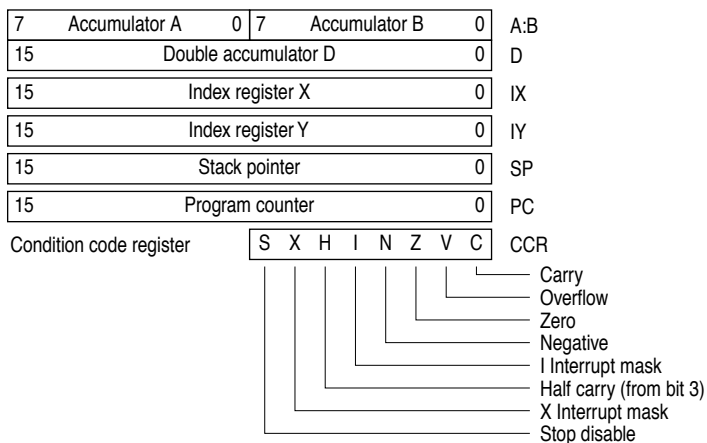 7 Accumulator A 0 7 Accumulator B 0 A:B
15 Double accumulator D 0 D
15 Index register X 0 IX
15 Index register Y 0 IY
15 Stack pointer 0 SP
15 Program counter 0 PC
Condition code register S X H I N Z V C CCR
Carry
Overflow
Zero
Negative
I Interrupt mask
Half carry (from bit 3)
X Interrupt mask
Stop disable